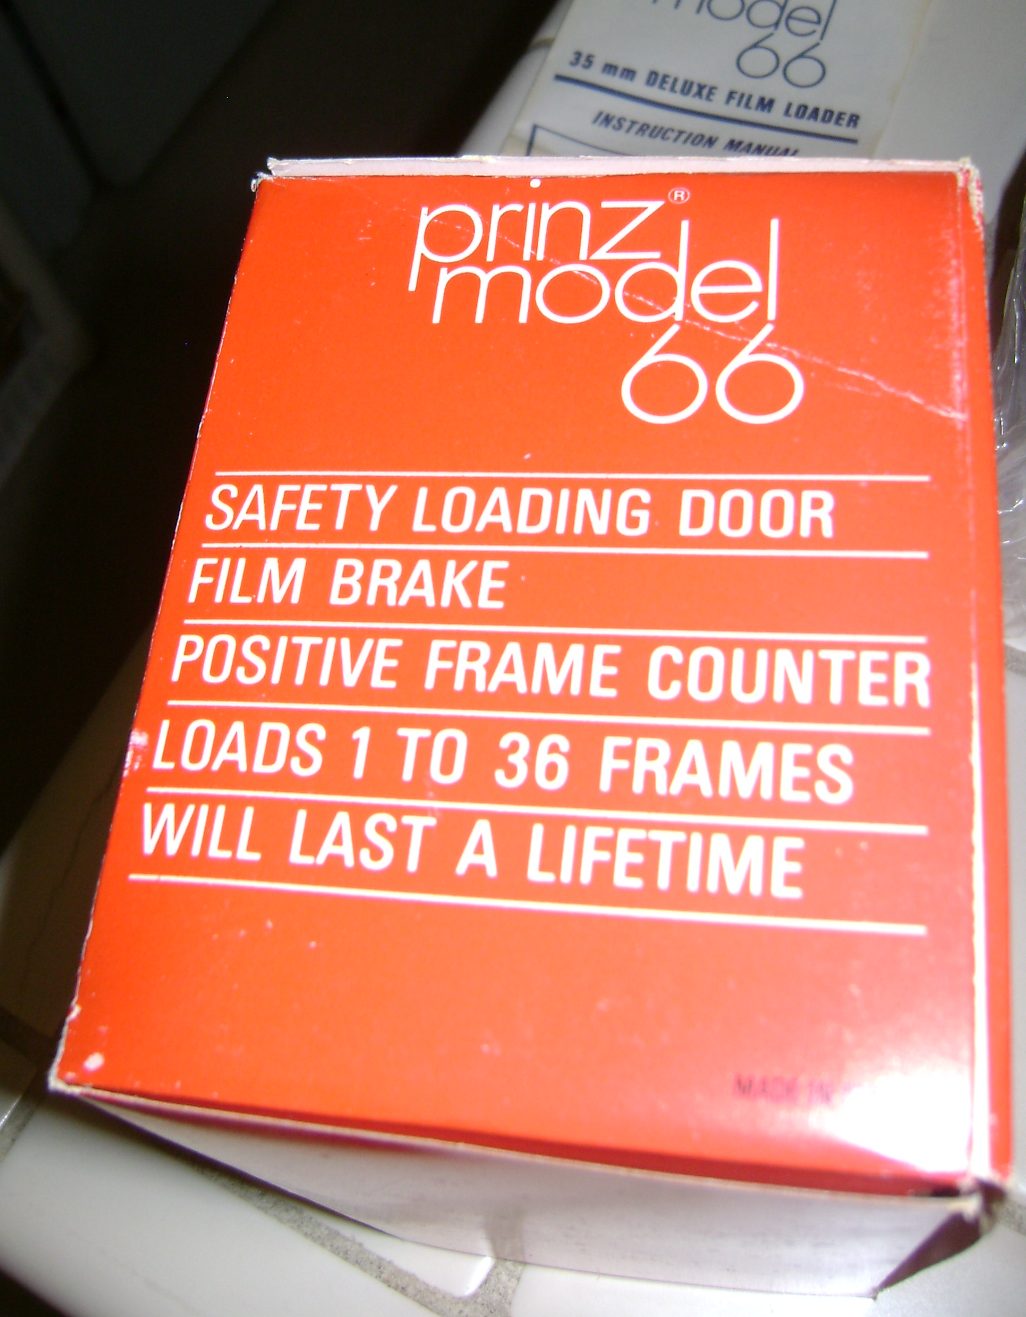 model
66
35 mm DELUXE FILM LOADER
INSTRUCTION MANUAL
prinz®
model
66
SAFETY LOADING DOOR
FILM BRAKE
POSITIVE FRAME COUNTER
LOADS 1 TO 36 FRAMES
WILL LAST A LIFETIME
MADE IN